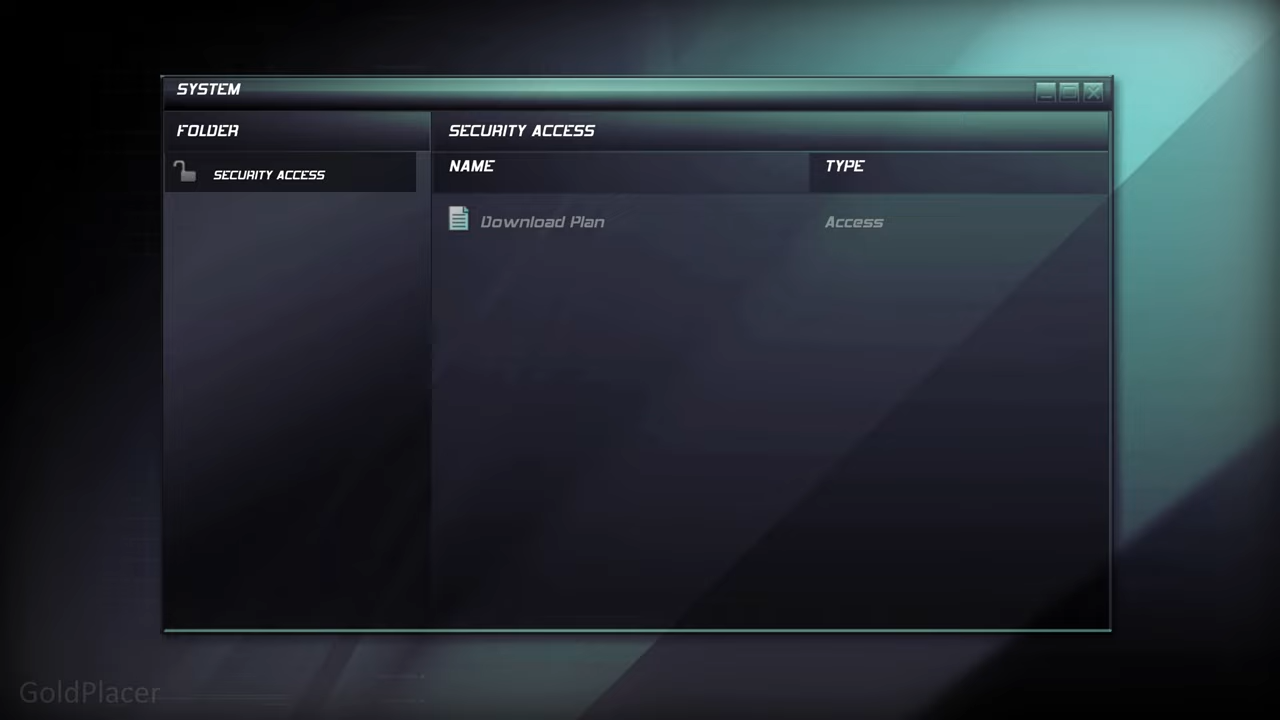 SYSTEM
FOLDER
SECURITY ACCESS
SECURITY ACCESS
NAME
TYPE
Download Plan
Access
GoldPlacer